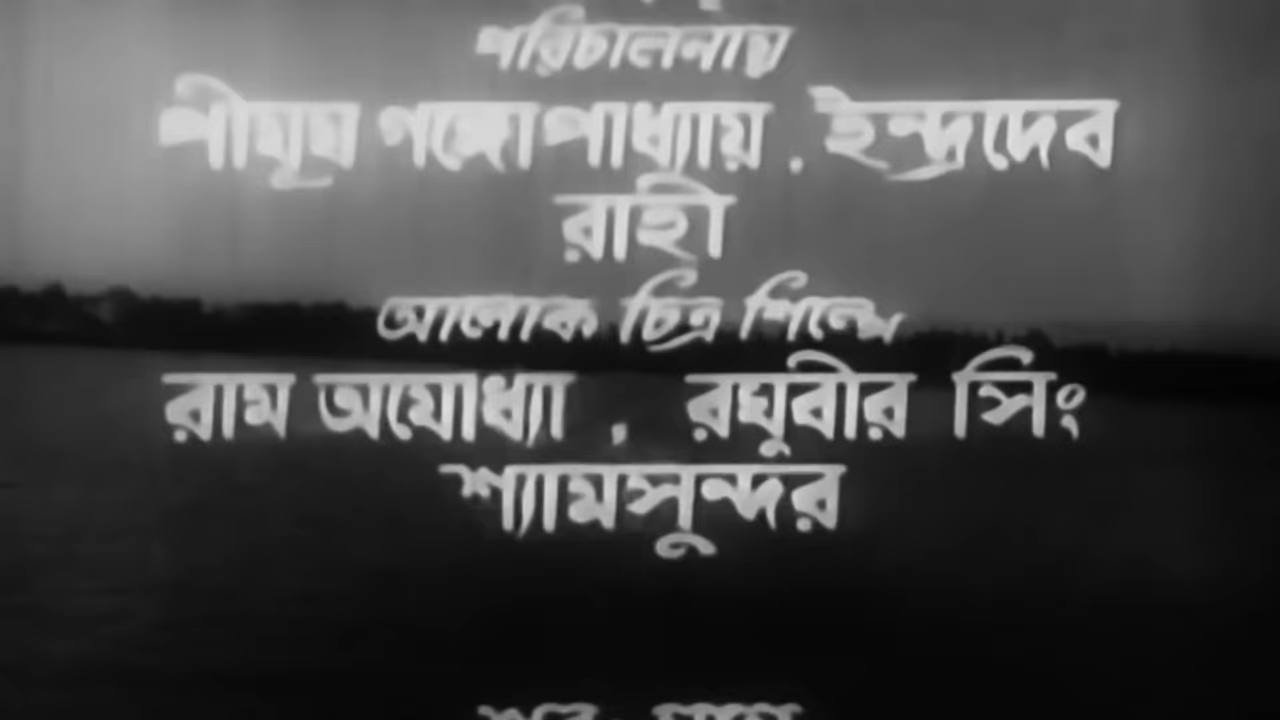 পরিচালনায়
পীযূষ গঙ্গোপাধ্যায় . ইন্দ্রদেব
রাহী
আলোক চিত্র শিল্পে
রাম অযোধ্যা , রঘুবীর সিং
শ্যামসুন্দর